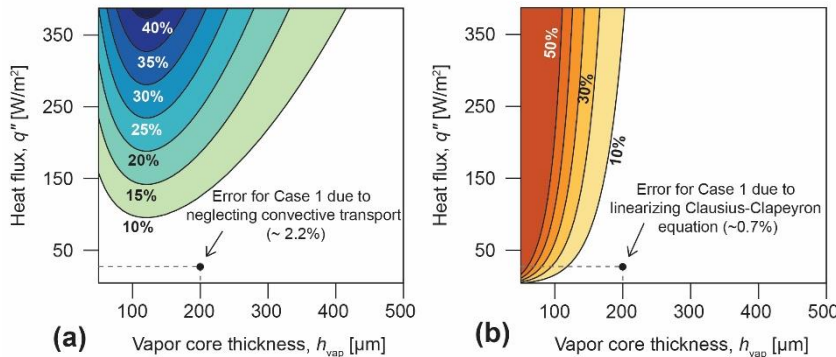 Heat flux, q″ [W/m²]
350
250
150
50
40%
35%
30%
25%
20%
15%
10%
Error for Case 1 due to
neglecting convective transport
(~ 2.2%)
(a)
100
200
300
400
500
Vapor core thickness, h_vap [µm]
Heat flux, q″ [W/m²]
350
250
150
50
50%
30%
10%
Error for Case 1 due to
linearizing Clausius-Clapeyron
equation (~0.7%)
(b)
100
200
300
400
500
Vapor core thickness, h_vap [µm]